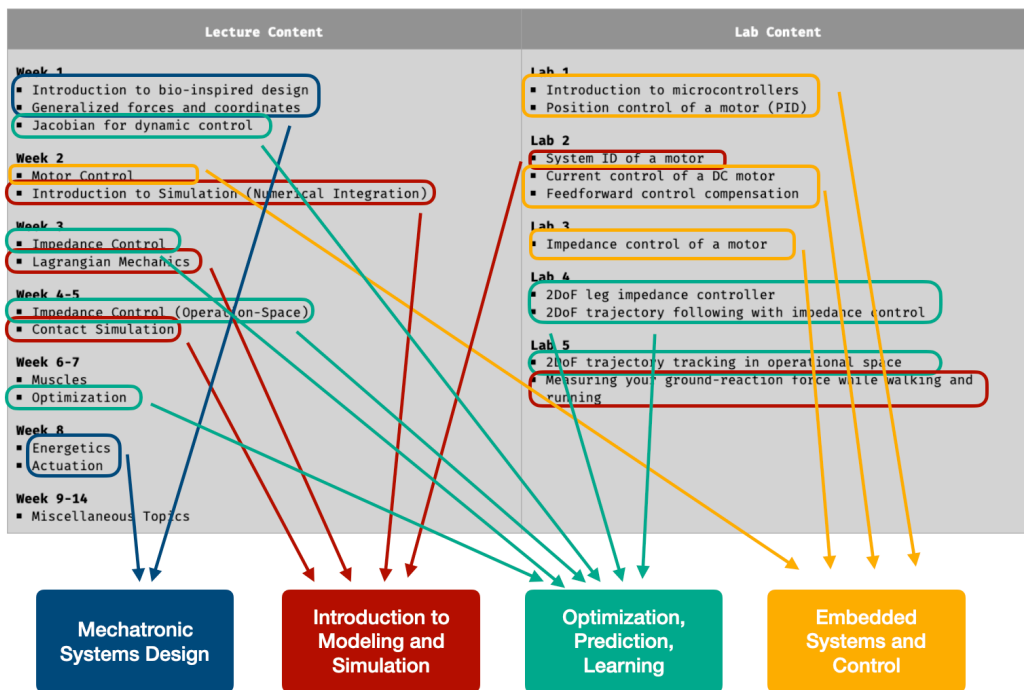 Lecture Content
Week 1
Introduction to bio-inspired design
Generalized forces and coordinates
Jacobian for dynamic control
Week 2
Motor Control
Introduction to Simulation (Numerical Integration)
Week 3
Impedance Control
Lagrangian Mechanics
Week 4-5
Impedance Control (Operation-Space)
Contact Simulation
Week 6-7
Muscles
Optimization
Week 8
Energetics
Actuation
Week 9-14
Miscellaneous Topics
Lab Content
Lab 1
Introduction to microcontrollers
Position control of a motor (PID)
Lab 2
System ID of a motor
Current control of a DC motor
Feedforward control compensation
Lab 3
Impedance control of a motor
Lab 4
2DoF leg impedance controller
2DoF trajectory following with impedance control
Lab 5
2DoF trajectory tracking in operational space
Measuring your ground-reaction force while walking and
running
Mechatronic
Systems Design
Introduction to
Modeling and
Simulation
Optimization,
Prediction,
Learning
Embedded
Systems and
Control